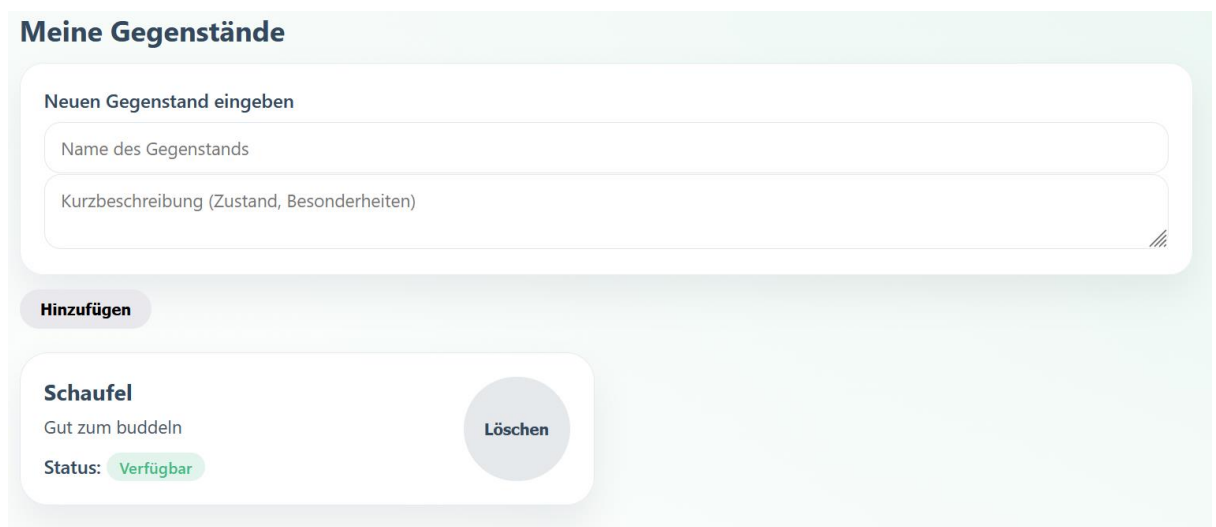 Meine Gegenstände
Neuen Gegenstand eingeben
Name des Gegenstands
Kurzbeschreibung (Zustand, Besonderheiten)
Hinzufügen
Schaufel
Gut zum buddeln
Löschen
Status: Verfügbar